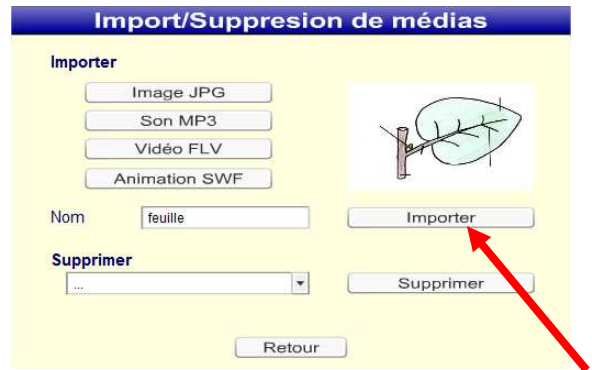 Import/Suppresion de médias
Importer
Image JPG
Son MP3
Vidéo FLV
Animation SWF
Nom feuille Importer
Supprimer
... Supprimer
Retour